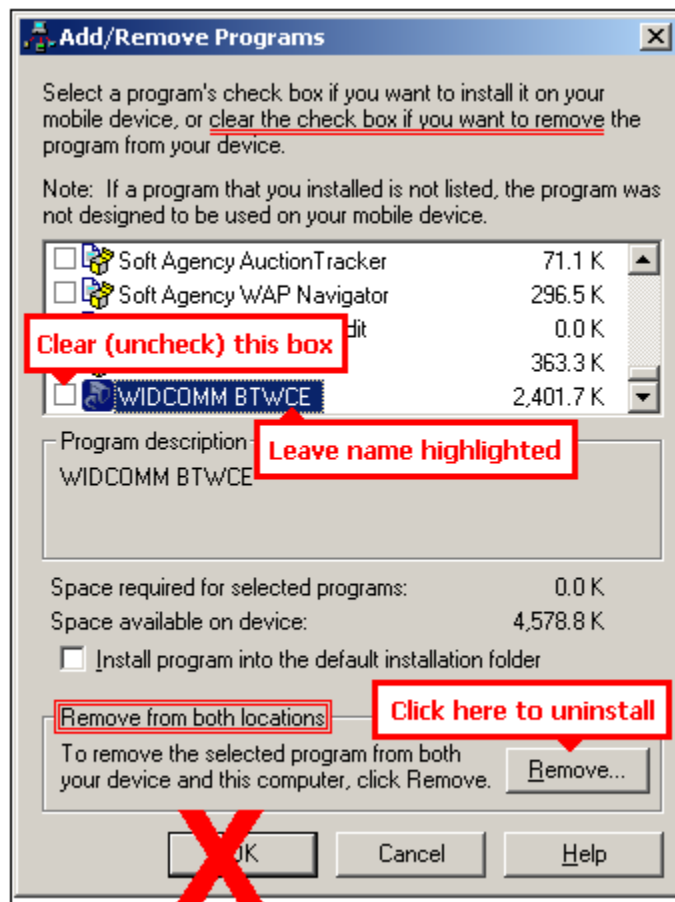 Add/Remove Programs
Select a program's check box if you want to install it on your
mobile device, or clear the check box if you want to remove the
program from your device.
Note: If a program that you installed is not listed, the program was
not designed to be used on your mobile device.
Soft Agency AuctionTracker 71.1 K
Soft Agency WAP Navigator 296.5 K
0.0 K
Clear (uncheck) this box
363.3 K
WIDCOMM BTWCE 2,401.7 K
Leave name highlighted
Program description
WIDCOMM BTWCE
Space required for selected programs: 0.0 K
Space available on device: 4,578.8 K
Install program into the default installation folder
Click here to uninstall
Remove from both locations
To remove the selected program from both
your device and this computer, click Remove.
Remove...
X
Cancel
Help